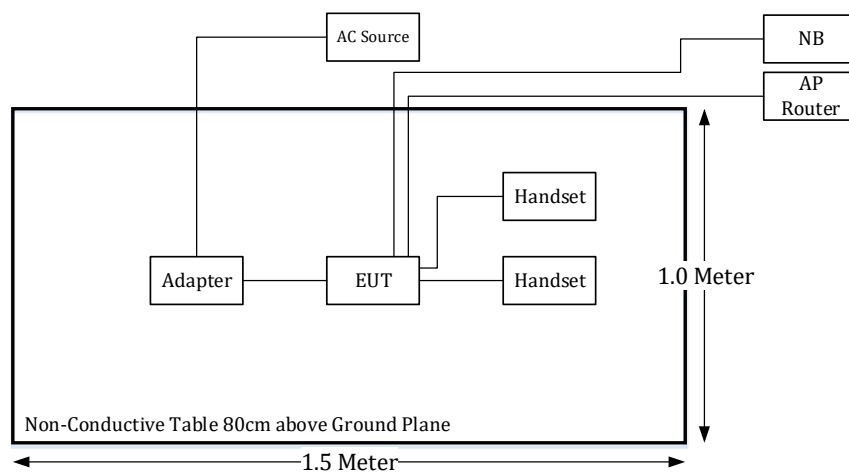 AC Source
NB
AP
Router
Handset
Adapter
EUT
Handset
1.0 Meter
Non-Conductive Table 80cm above Ground Plane
1.5 Meter